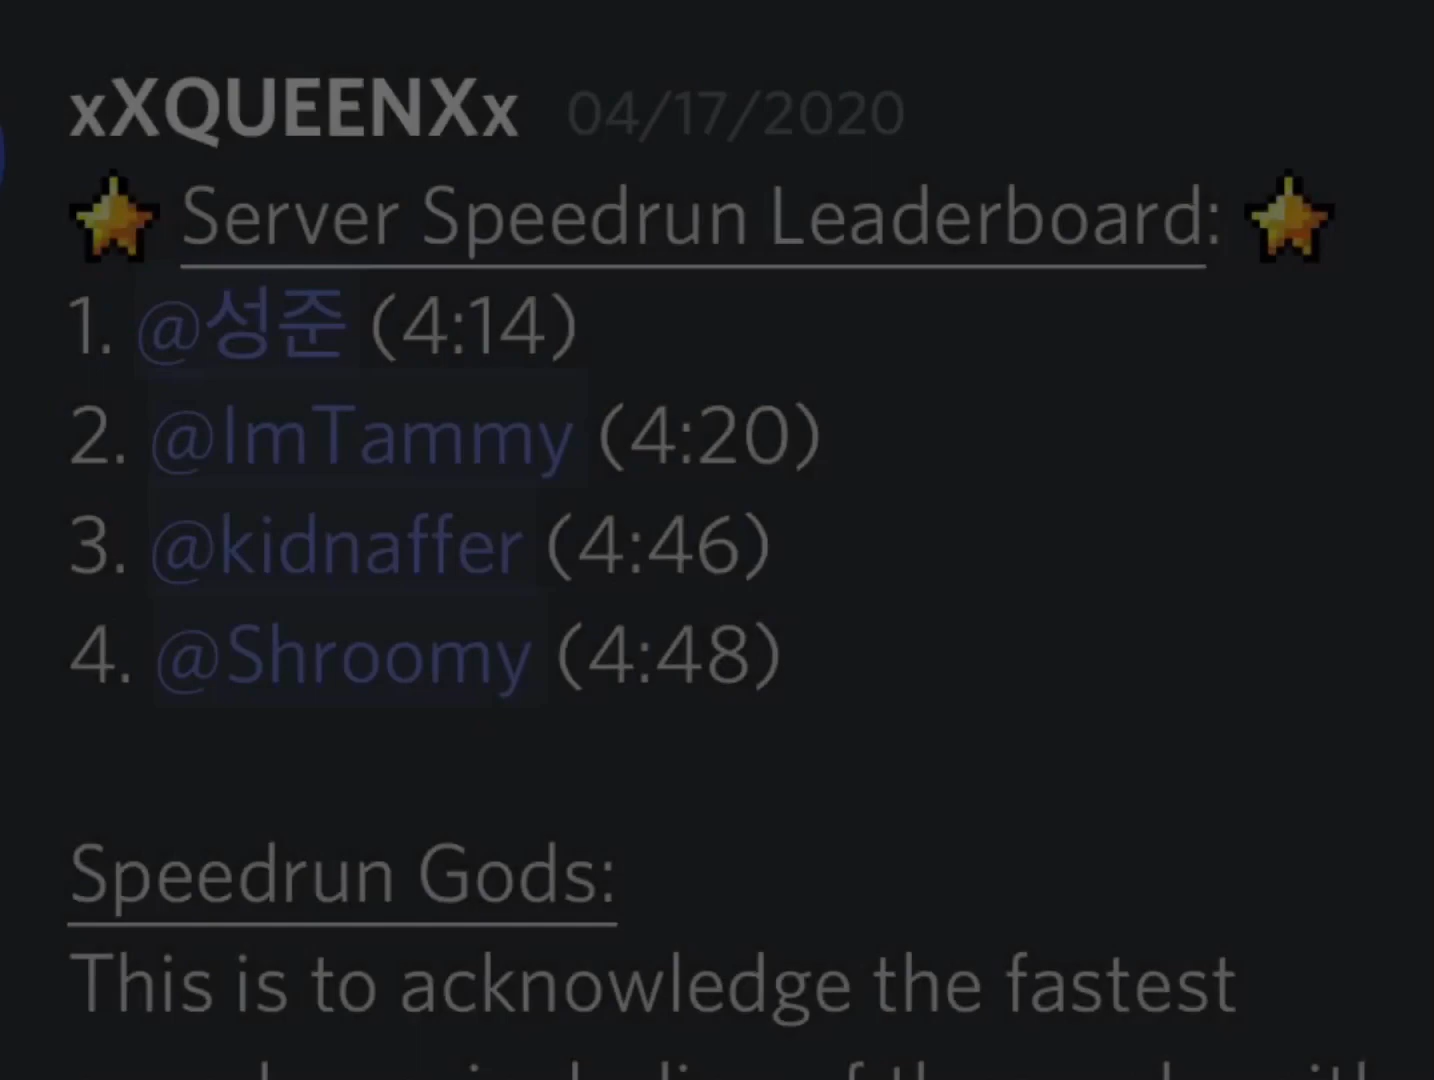 xXQUEENXx 04/17/2020
Server Speedrun Leaderboard:
1. @성준 (4:14)
2. @ImTammy (4:20)
3. @kidnaffer (4:46)
4. @Shroomy (4:48)
Speedrun Gods:
This is to acknowledge the fastest